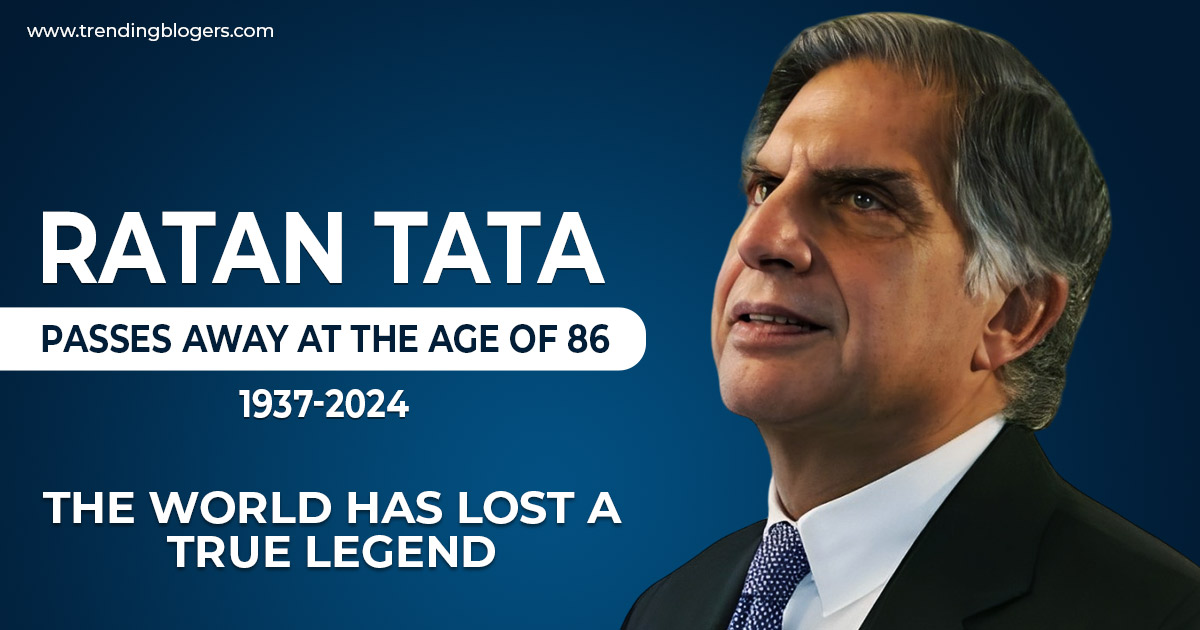 www.trendingblogers.com
RATAN TATA
PASSES AWAY AT THE AGE OF 86
1937-2024
THE WORLD HAS LOST A
TRUE LEGEND